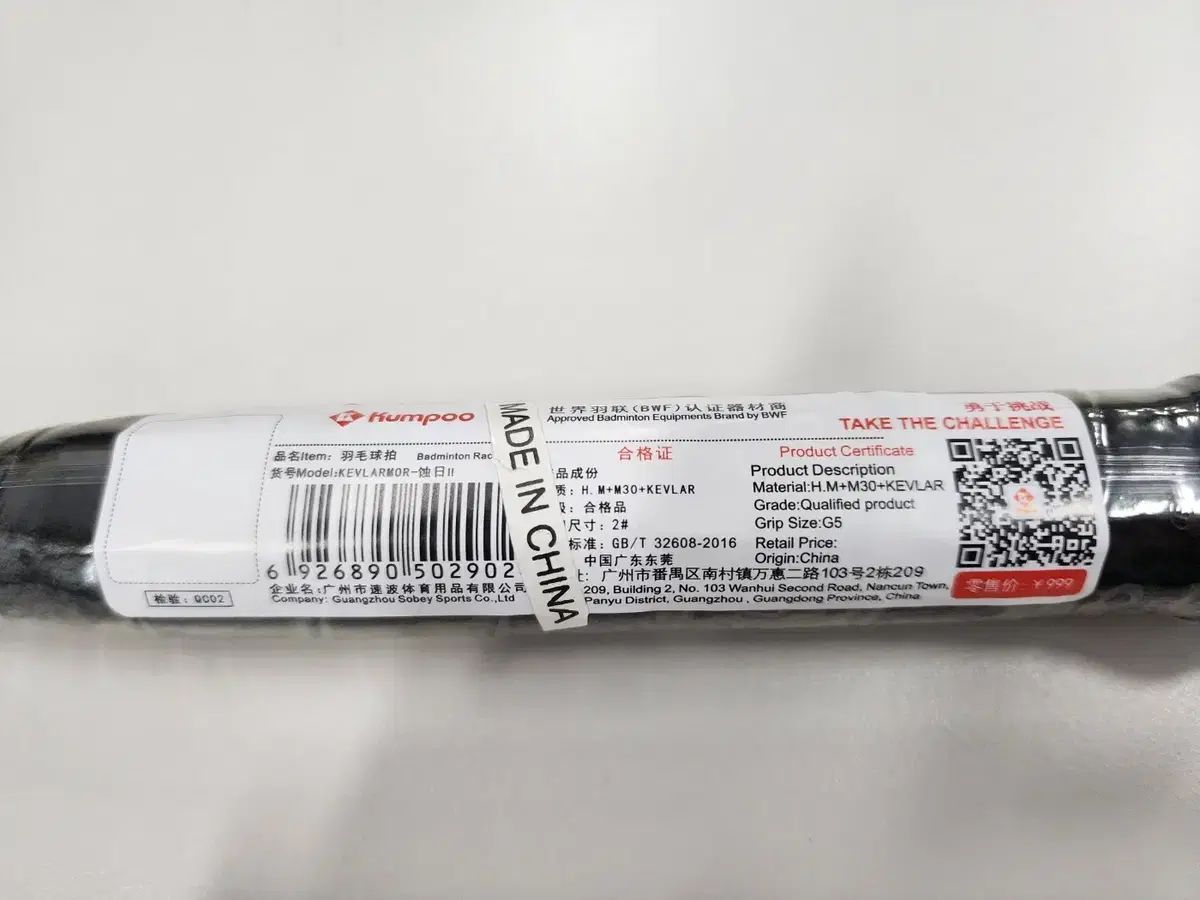 Kumpoo
世界羽联(BWF)认证器材商
Approved Badminton Equipments Brand by BWF
勇于挑战
TAKE THE CHALLENGE
MADE IN CHINA
品名Item: 羽毛球拍 Badminton Rac
货号Model:KEVLARMOR-蚀日II
6 926890 502902
企业名:广州市速波体育用品有限公司
Company: Guangzhou Sobey Sports Co.,Ltd
检验: QC02
合格证
品成份
质: H.M+M30+KEVLAR
级: 合格品
尺寸: 2#
标准: GB/T 32608-2016
中国广东东莞
址: 广州市番禺区南村镇万惠二路103号2栋209
209, Building 2, No. 103 Wanhui Second Road, Nancun Town,
Panyu District, Guangzhou , Guangdong Province, China
Product Certificate
Product Description
Material:H.M+M30+KEVLAR
Grade:Qualified product
Grip Size:G5
Retail Price:
Origin:China
零售价: ¥999